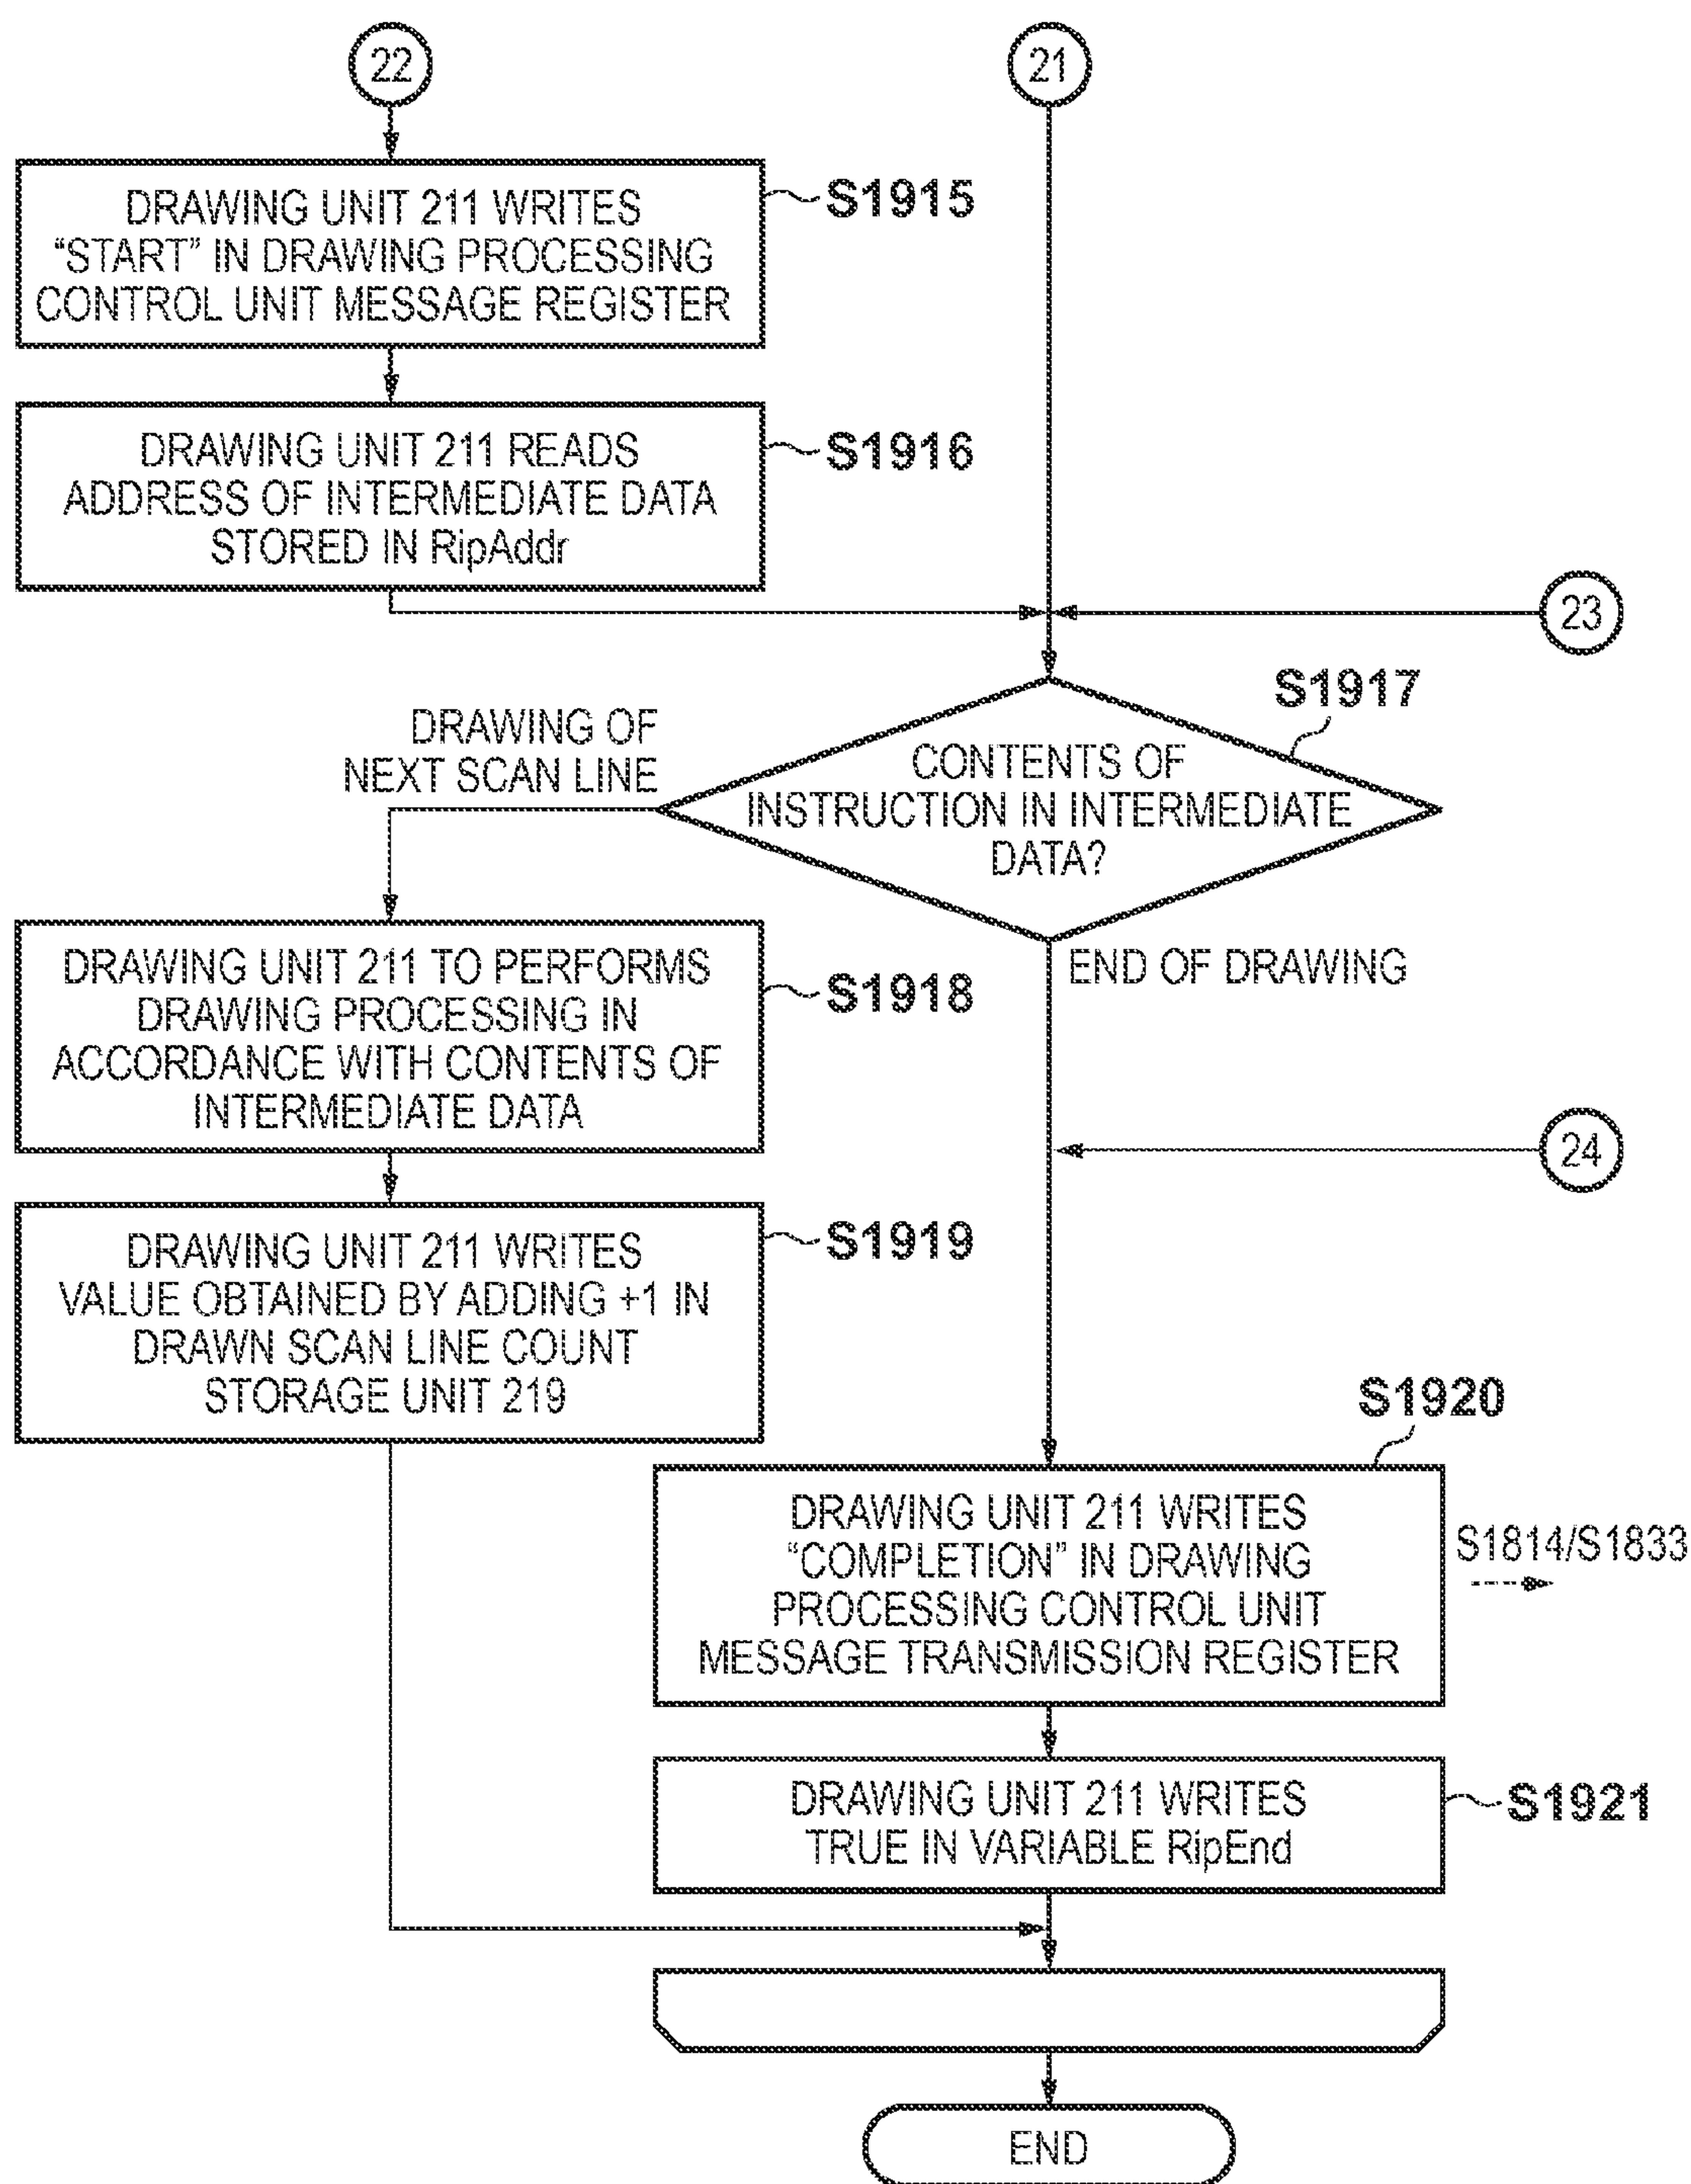 22
21
DRAWING UNIT 211 WRITES
“START” IN DRAWING PROCESSING
CONTROL UNIT MESSAGE REGISTER
S1915
DRAWING UNIT 211 READS
ADDRESS OF INTERMEDIATE DATA
STORED IN RipAddr
S1916
23
S1917
DRAWING OF
NEXT SCAN LINE
CONTENTS OF
INSTRUCTION IN INTERMEDIATE
DATA?
END OF DRAWING
DRAWING UNIT 211 TO PERFORMS
DRAWING PROCESSING IN
ACCORDANCE WITH CONTENTS OF
INTERMEDIATE DATA
S1918
24
DRAWING UNIT 211 WRITES
VALUE OBTAINED BY ADDING +1 IN
DRAWN SCAN LINE COUNT
STORAGE UNIT 219
S1919
S1920
DRAWING UNIT 211 WRITES
“COMPLETION” IN DRAWING
PROCESSING CONTROL UNIT
MESSAGE TRANSMISSION REGISTER
S1814/S1833
DRAWING UNIT 211 WRITES
TRUE IN VARIABLE RipEnd
S1921
END